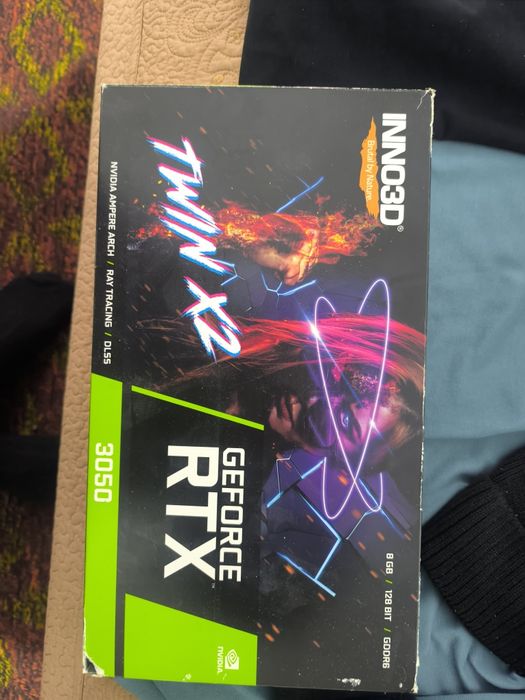 INNO3D®
Brutal by Nature
TWIN X2
NVIDIA AMPERE ARCH / RAY TRACING / DLSS
8 GB / 128 BIT / GDDR6
GEFORCE
RTX™
3050
NVIDIA.